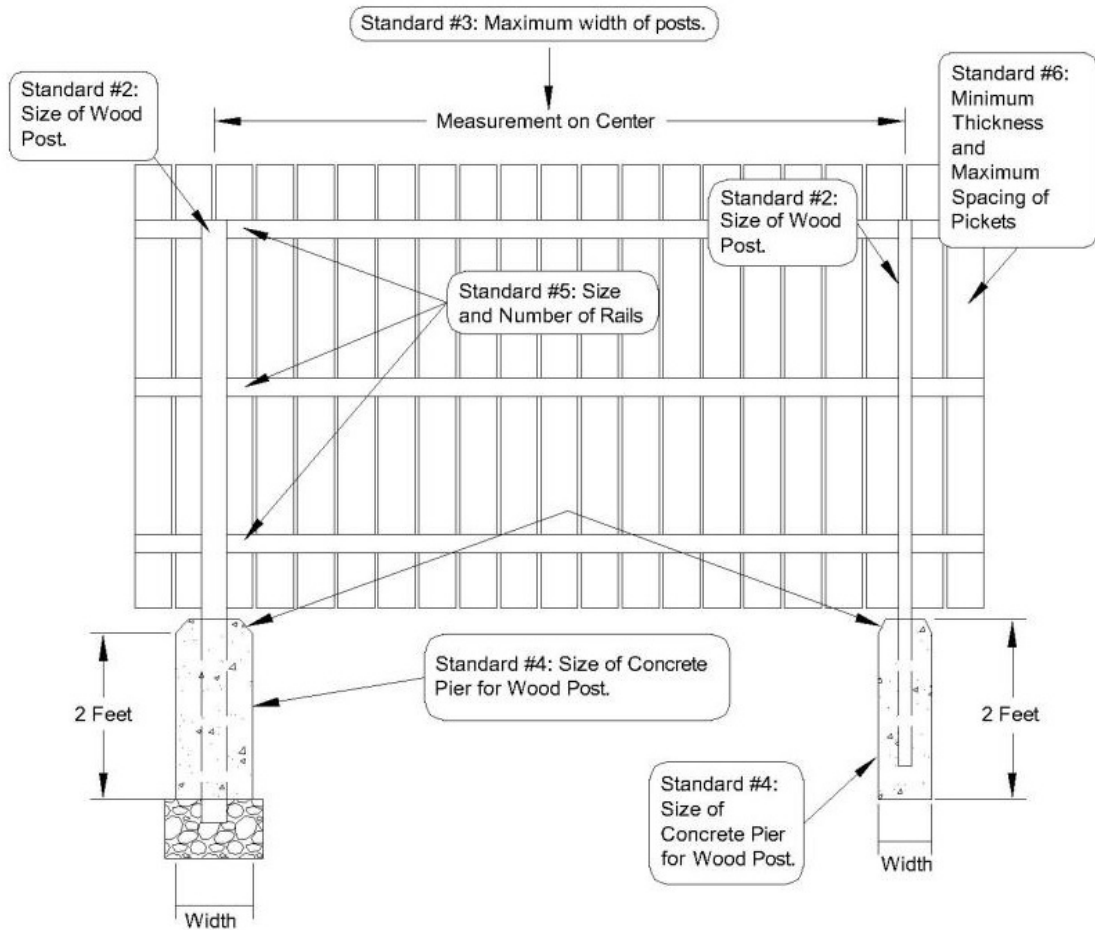 Standard #3: Maximum width of posts.
Standard #2:
Size of Wood
Post.
Measurement on Center
Standard #6:
Minimum
Thickness
and
Maximum
Spacing of
Pickets
Standard #2:
Size of Wood
Post.
Standard #5: Size
and Number of Rails
Standard #4: Size of Concrete
Pier for Wood Post.
2 Feet
2 Feet
Standard #4:
Size of
Concrete Pier
for Wood Post.
Width
Width